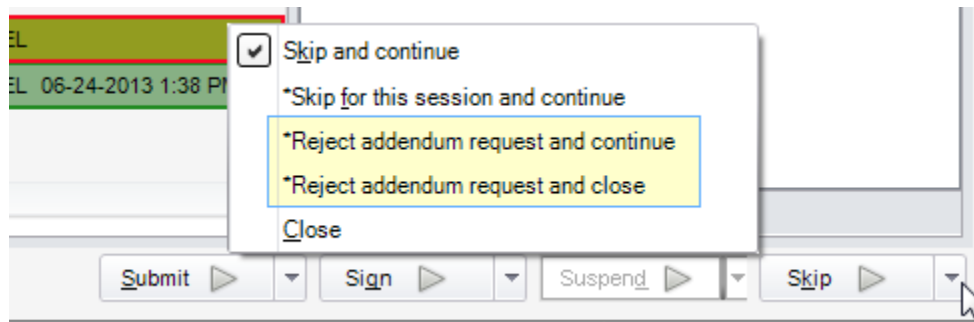 EL
Skip and continue
EL 06-24-2013 1:38 PM
*Skip for this session and continue
*Reject addendum request and continue
*Reject addendum request and close
Close
Submit
Sign
Suspend
Skip